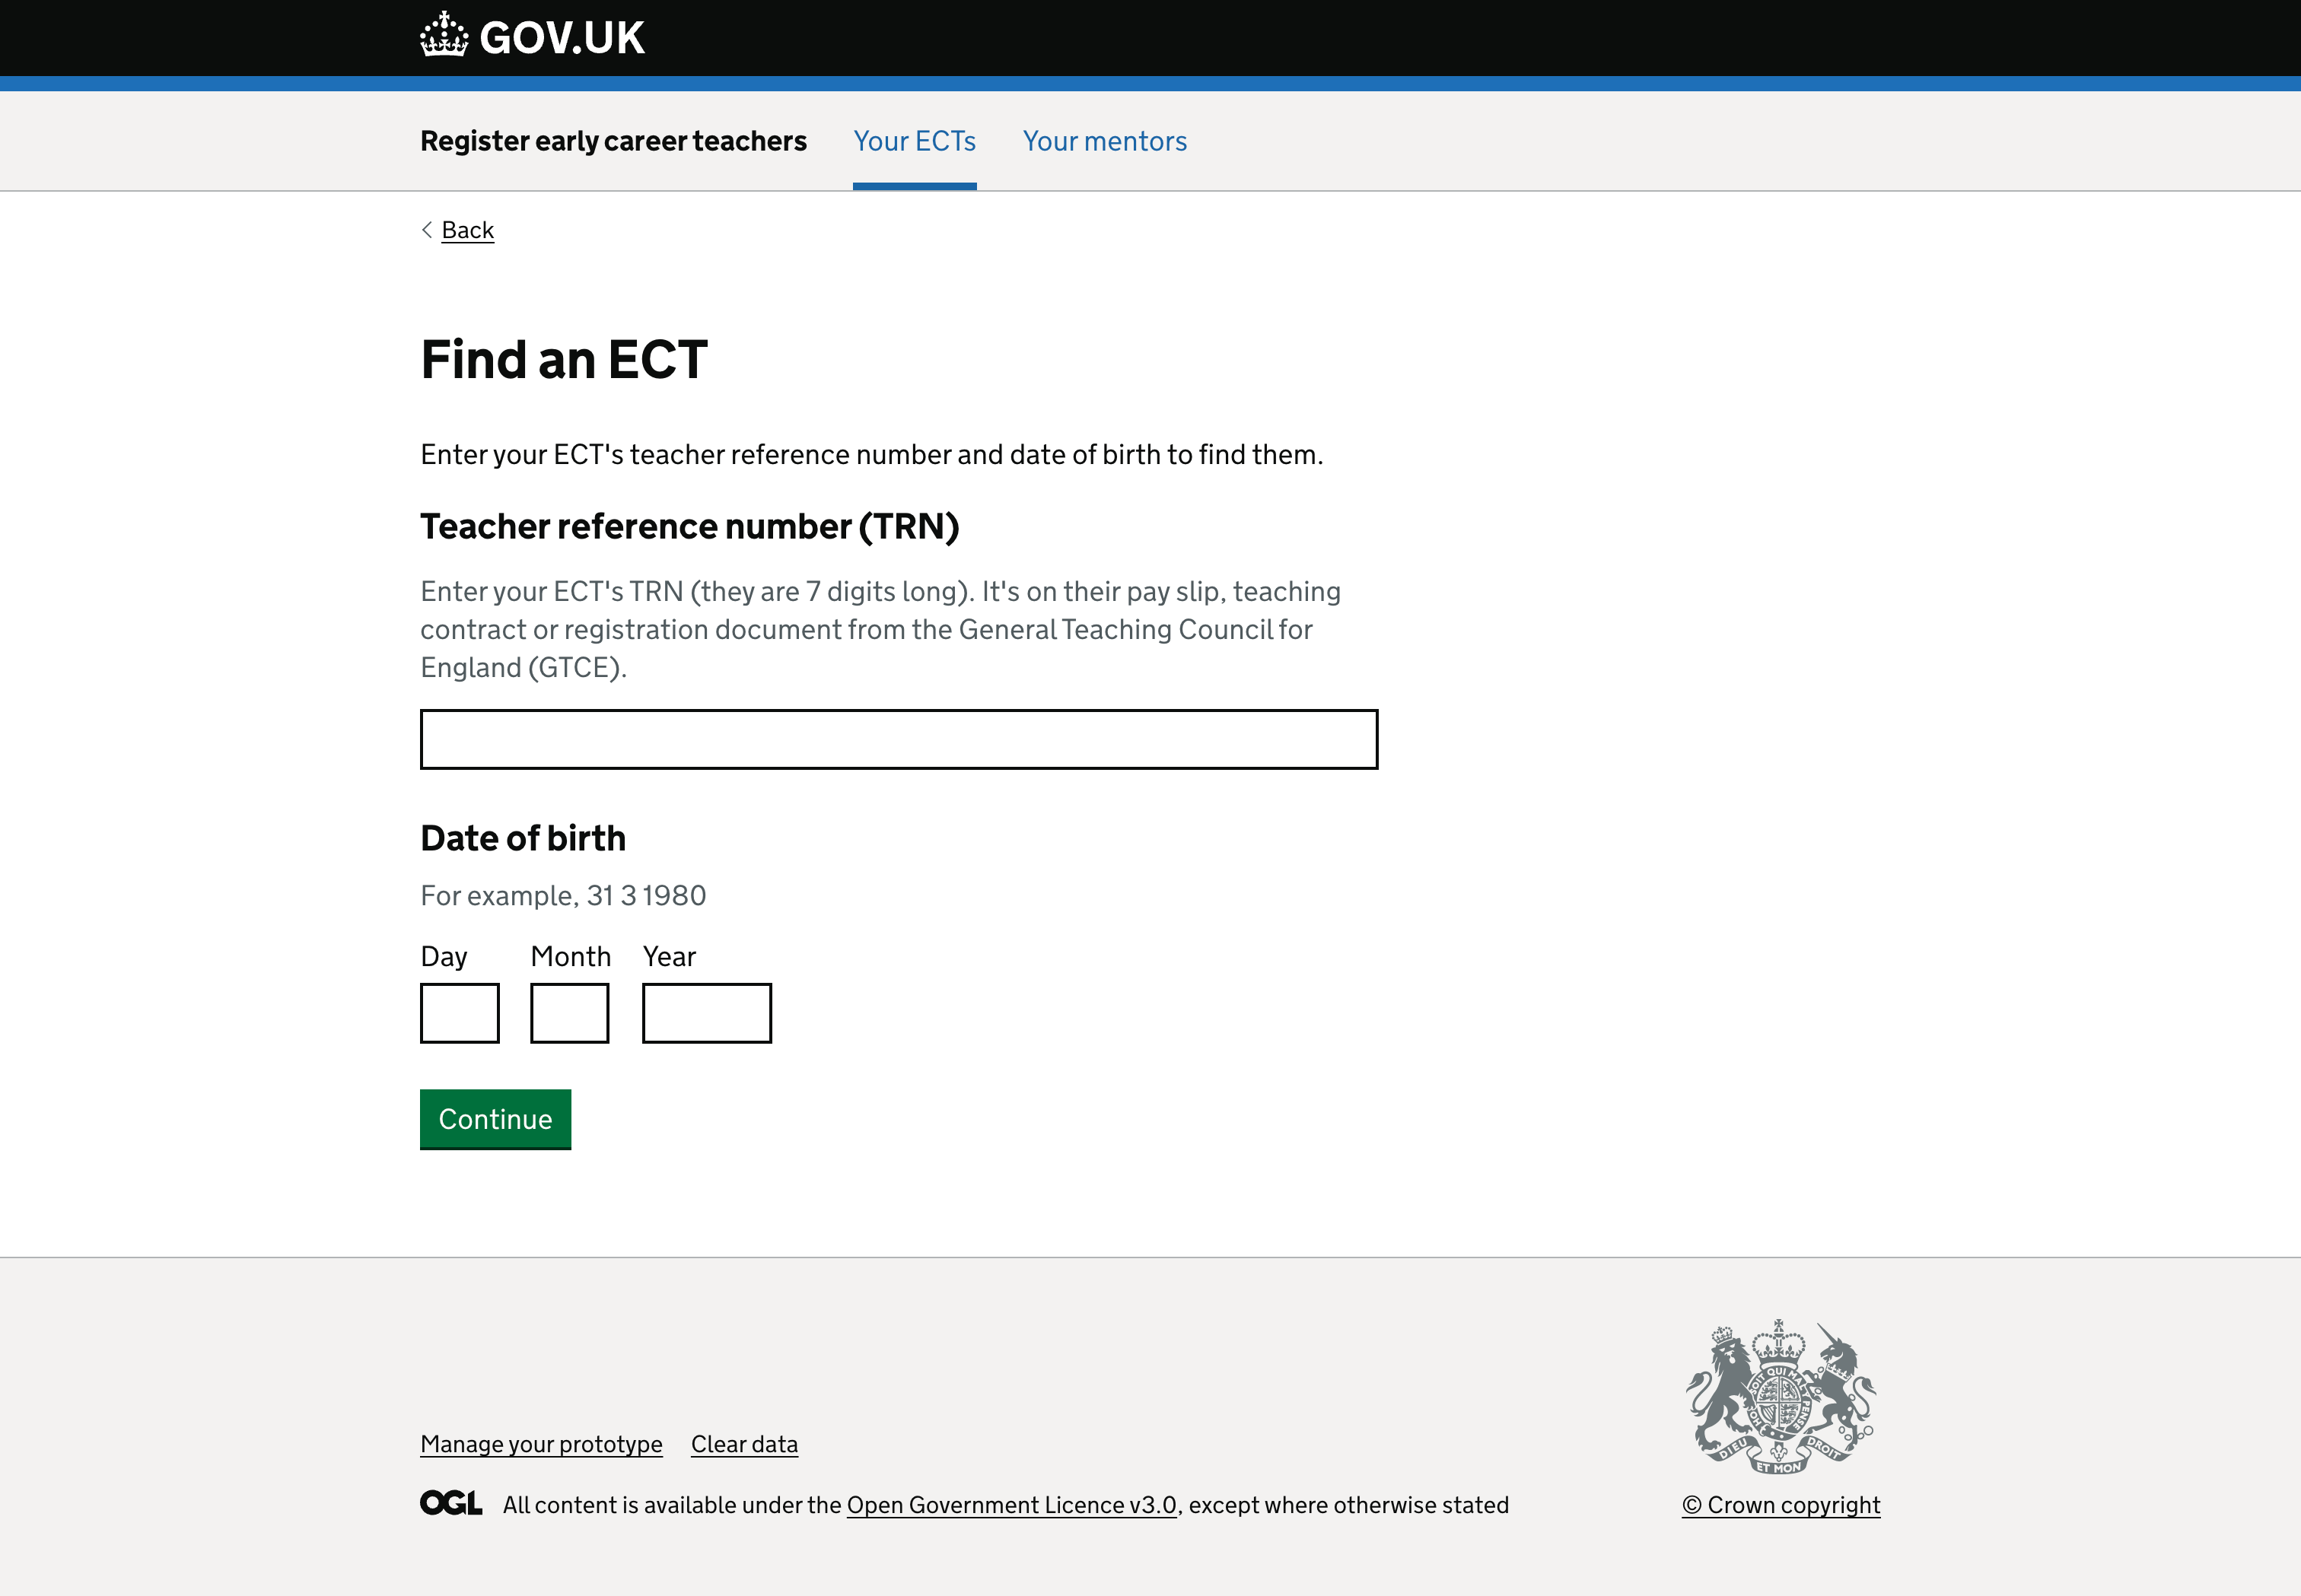 GOV.UK
Register early career teachers Your ECTs Your mentors
Back
Find an ECT
Enter your ECT's teacher reference number and date of birth to find them.
Teacher reference number (TRN)
Enter your ECT's TRN (they are 7 digits long). It's on their pay slip, teaching
contract or registration document from the General Teaching Council for
England (GTCE).
Date of birth
For example, 31 3 1980
Day Month Year
Continue
SOIT QUI MAL Y PENSE
DIEU ET MON DROIT
Manage your prototype Clear data
OGL All content is available under the Open Government Licence v3.0, except where otherwise stated
© Crown copyright